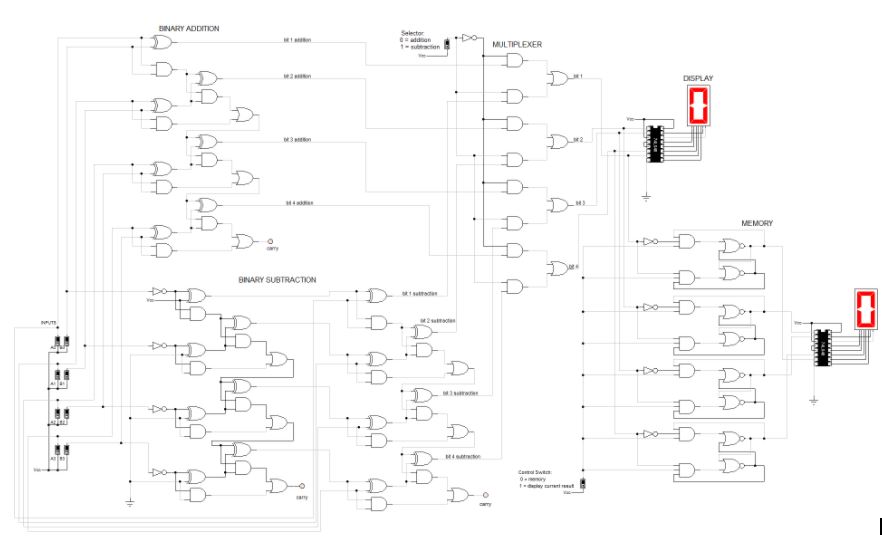 BINARY ADDITION
bit 1 addition
bit 2 addition
bit 3 addition
bit 4 addition
carry
Selector:
0 = addition
1 = subtraction
Vcc
MULTIPLEXER
bit 1
bit 2
bit 3
bit 4
DISPLAY
Vcc
0
MEMORY
Vcc
0
BINARY SUBTRACTION
Vcc
bit 1 subtraction
bit 2 subtraction
bit 3 subtraction
bit 4 subtraction
carry
carry
INPUTS
A0 B0
A1 B1
A2 B2
A3 B3
Vcc
Control Switch:
0 = memory
1 = display current result
Vcc